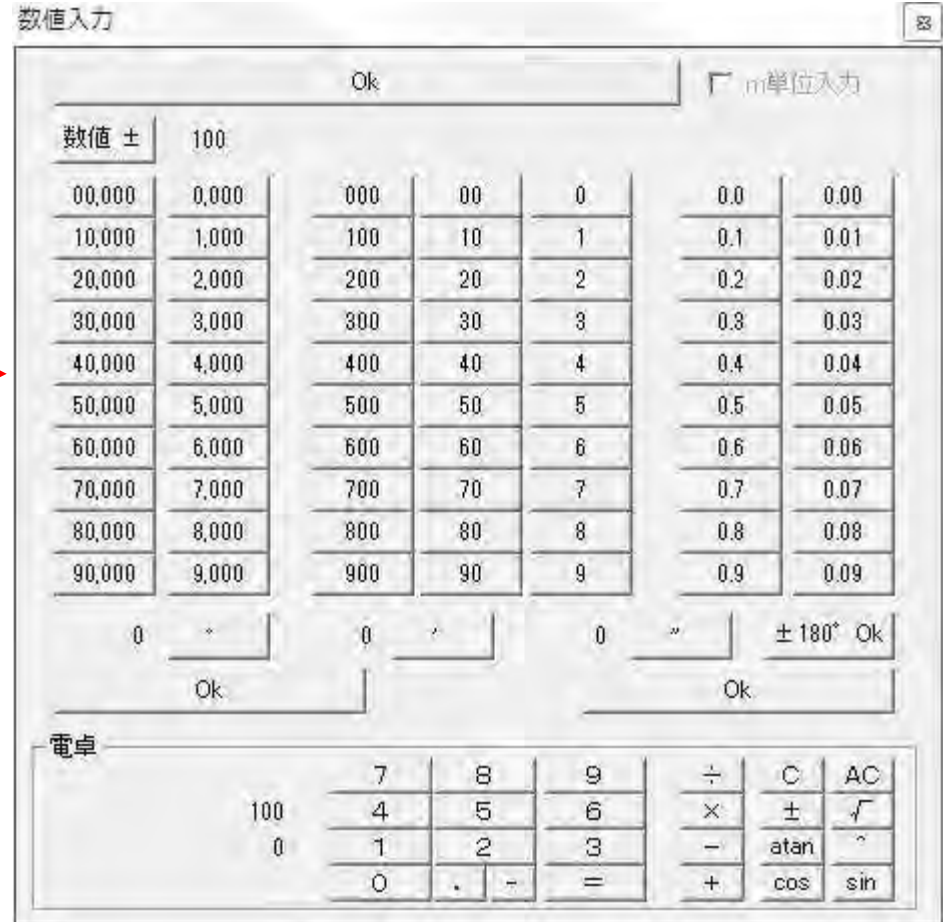 数値入力
Ok m単位入力
数値 ± 100
00,000 0,000 000 00 0 0.0 0.00
10,000 1,000 100 10 1 0.1 0.01
20,000 2,000 200 20 2 0.2 0.02
30,000 3,000 300 30 3 0.3 0.03
40,000 4,000 400 40 4 0.4 0.04
50,000 5,000 500 50 5 0.5 0.05
60,000 6,000 600 60 6 0.6 0.06
70,000 7,000 700 70 7 0.7 0.07
80,000 8,000 800 80 8 0.8 0.08
90,000 9,000 900 90 9 0.9 0.09
0 ° 0 ′ 0 ″ ±180° Ok
Ok Ok
電卓
7 8 9 ÷ C AC
100 4 5 6 × ± √
0 1 2 3 − atan ^
0 . - = + cos sin